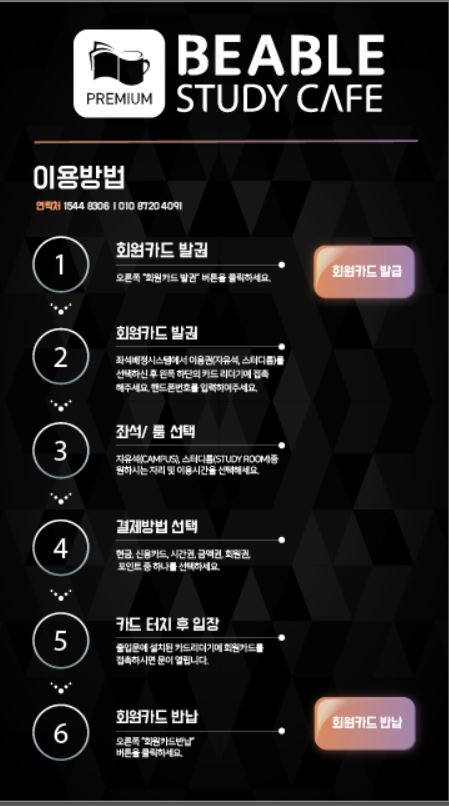 PREMIUM
BEABLE
STUDY CAFE
이용방법
연락처 1544 8306 I 010 8720 4091
1
회원카드 발권
오른쪽 "회원카드 발권" 버튼을 클릭하세요.
회원카드 발급
2
회원카드 발권
좌석배정시스템에서 이용권(자유석, 스터디룸)를
선택하신 후 왼쪽 하단의 카드 리더기에 접촉
해주세요. 핸드폰번호를 입력하여주세요.
3
좌석/ 룸 선택
자유석(CAMPUS), 스터디룸(STUDY ROOM)중
원하시는 자리 및 이용시간을 선택해세요.
4
결제방법 선택
현금, 신용카드, 시간권, 금액권, 회원권,
포인트 중 하나를 선택하세요.
5
카드 터치 후 입장
출입문에 설치된 카드리더기에 회원카드를
접촉하시면 문이 열립니다.
6
회원카드 반납
오른쪽 "회원카드반납"
버튼을 클릭하세요.
회원카드 반납